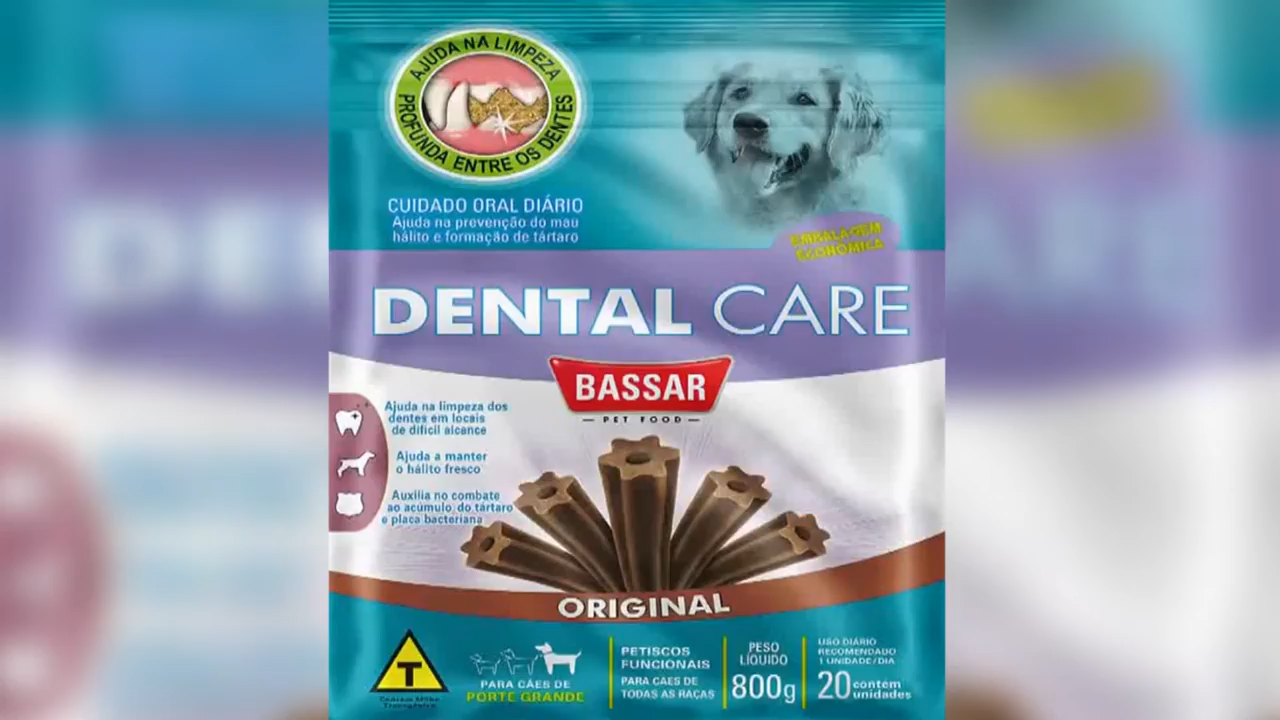 AJUDA NA LIMPEZA
PROFUNDA ENTRE OS DENTES
CUIDADO ORAL DIÁRIO
Ajuda na prevenção do mau
hálito e formação de tártaro
EMBALAGEM
ECONÔMICA
DENTAL CARE
BASSAR
PET FOOD
Ajuda na limpeza dos
dentes em locais
de difícil alcance
Ajuda a manter
o hálito fresco
Auxilia no combate
ao acúmulo do tártaro
e placa bacteriana
ORIGINAL
T
PARA CÃES DE
PORTE GRANDE
PETISCOS
FUNCIONAIS
PARA CAES DE
TODAS AS RAÇAS
PESO
LÍQUIDO
800g
USO DIÁRIO
RECOMENDADO
1 UNIDADE/DIA
20 contém
unidades